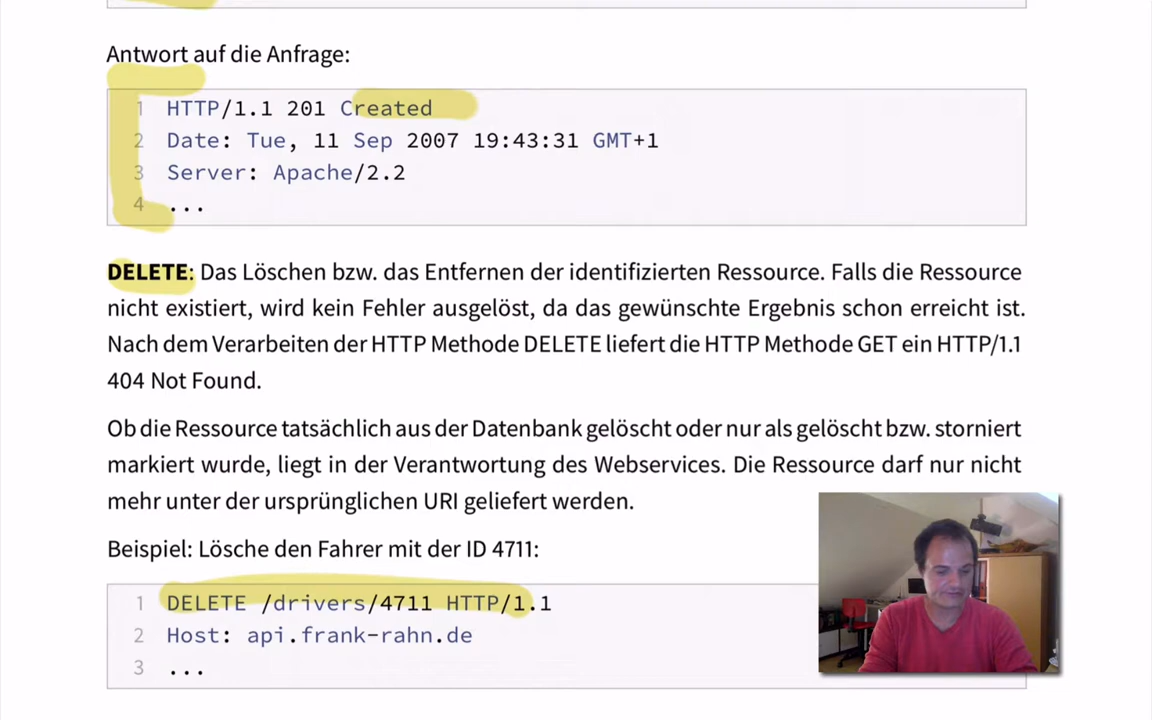 Antwort auf die Anfrage:
1 HTTP/1.1 201 Created
2 Date: Tue, 11 Sep 2007 19:43:31 GMT+1
3 Server: Apache/2.2
4 ...
DELETE: Das Löschen bzw. das Entfernen der identifizierten Ressource. Falls die Ressource
nicht existiert, wird kein Fehler ausgelöst, da das gewünschte Ergebnis schon erreicht ist.
Nach dem Verarbeiten der HTTP Methode DELETE liefert die HTTP Methode GET ein HTTP/1.1
404 Not Found.
Ob die Ressource tatsächlich aus der Datenbank gelöscht oder nur als gelöscht bzw. storniert
markiert wurde, liegt in der Verantwortung des Webservices. Die Ressource darf nur nicht
mehr unter der ursprünglichen URI geliefert werden.
Beispiel: Lösche den Fahrer mit der ID 4711:
1 DELETE /drivers/4711 HTTP/1.1
2 Host: api.frank-rahn.de
3 ...